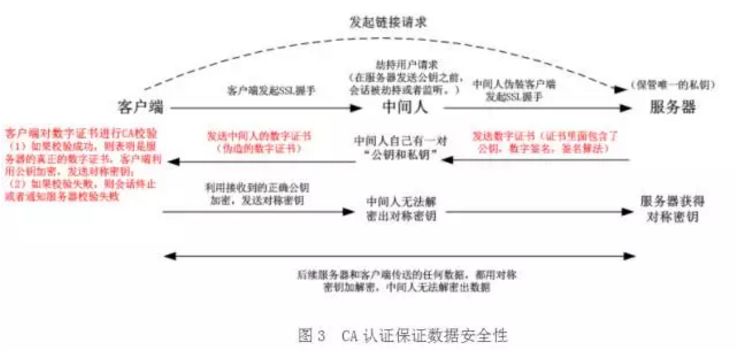 发起链接请求
劫持用户请求
(在服务器发送公钥之前,
会话被劫持或者监听。)
客户端发起SSL握手
中间人伪装客户端
发起SSL握手
(保管唯一的私钥)
客户端
中间人
服务器
客户端对数字证书进行CA校验
(1)如果校验成功,则表明是服
务器的真正的数字证书,客户端利
用公钥加密,发送对称密钥;
(2)如果校验失败,则会话终止
或者通知服务器校验失败
发送中间人的数字证书
(伪造的数字证书)
中间人自己有一对
“公钥和私钥”
发送数字证书(证书里面包含了
公钥,数字签名,签名算法)
利用接收到的正确公钥
加密,发送对称密钥
中间人无法解
密出对称密钥
服务器获得
对称密钥
后续服务器和客户端传送的任何数据,都用对称
密钥加解密,中间人无法解密出数据
图 3 CA 认证保证数据安全性